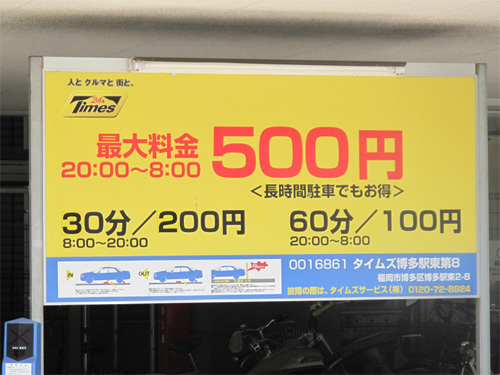 人と クルマと 街と。
24h
Times
最大料金
20:00～8:00
500円
＜長時間駐車でもお得＞
30分／200円
8:00～20:00
60分／100円
20:00～8:00
IN
OUT
0016861 タイムズ博多駅東第8
福岡市博多区博多駅東2-8
故障の際は、タイムズサービス(株) 0120-72-8924